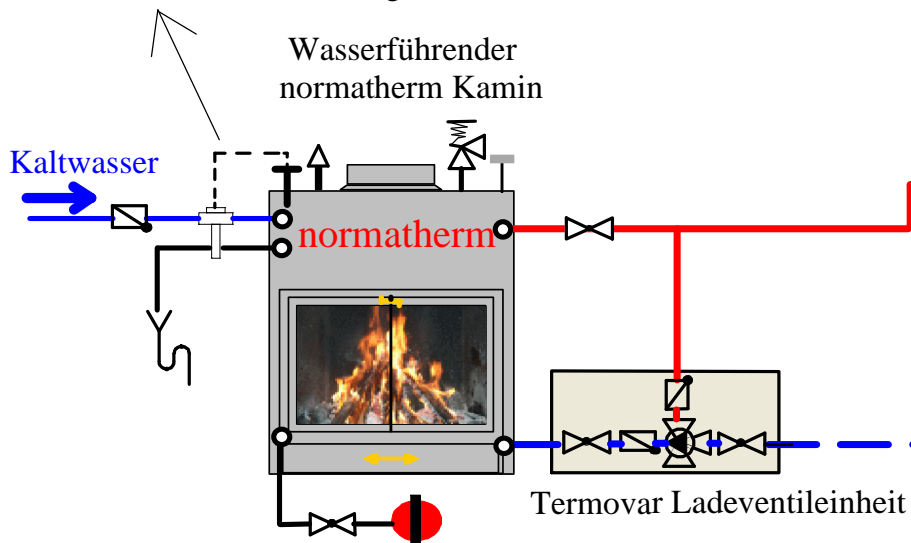 Wasserführender
normatherm Kamin
Kaltwasser
normatherm
Termovar Ladeventileinheit